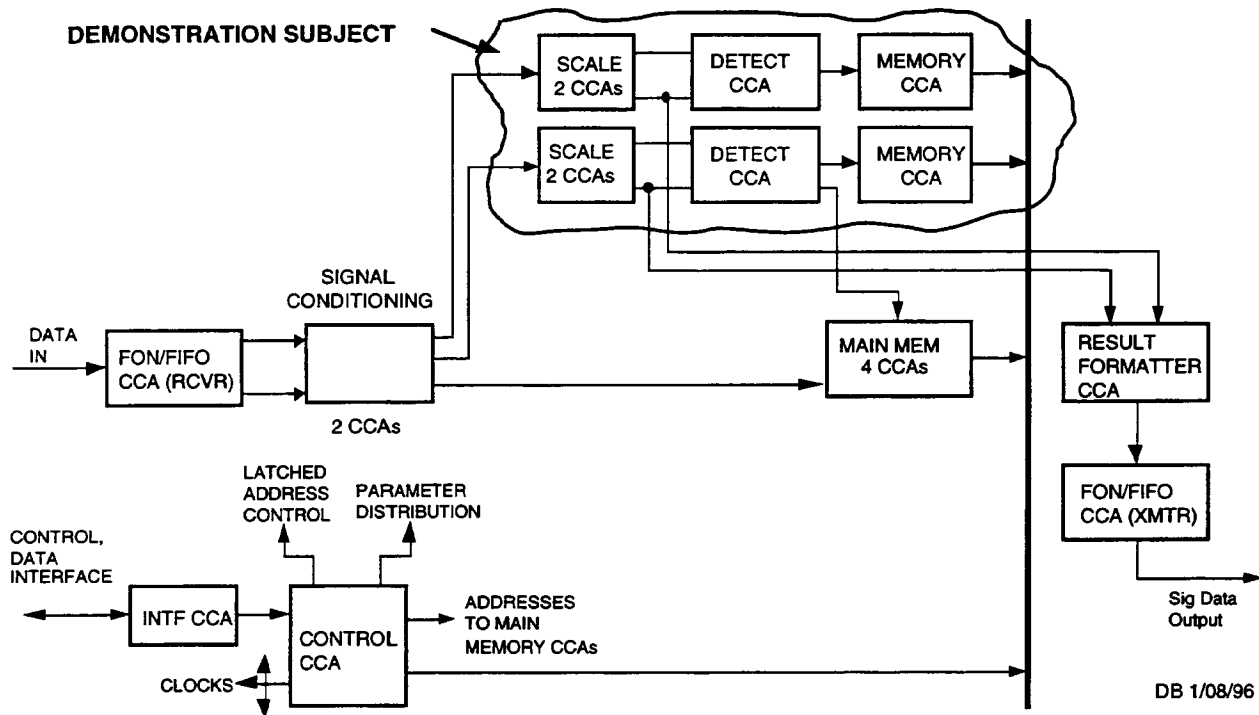 DEMONSTRATION SUBJECT
SCALE
2 CCAs
DETECT
CCA
MEMORY
CCA
SCALE
2 CCAs
DETECT
CCA
MEMORY
CCA
SIGNAL
CONDITIONING
DATA
IN
FON/FIFO
CCA (RCVR)
2 CCAs
MAIN MEM
4 CCAs
RESULT
FORMATTER
CCA
FON/FIFO
CCA (XMTR)
Sig Data
Output
LATCHED
ADDRESS
CONTROL
PARAMETER
DISTRIBUTION
CONTROL,
DATA
INTERFACE
INTF CCA
CONTROL
CCA
ADDRESSES
TO MAIN
MEMORY CCAs
CLOCKS
DB 1/08/96